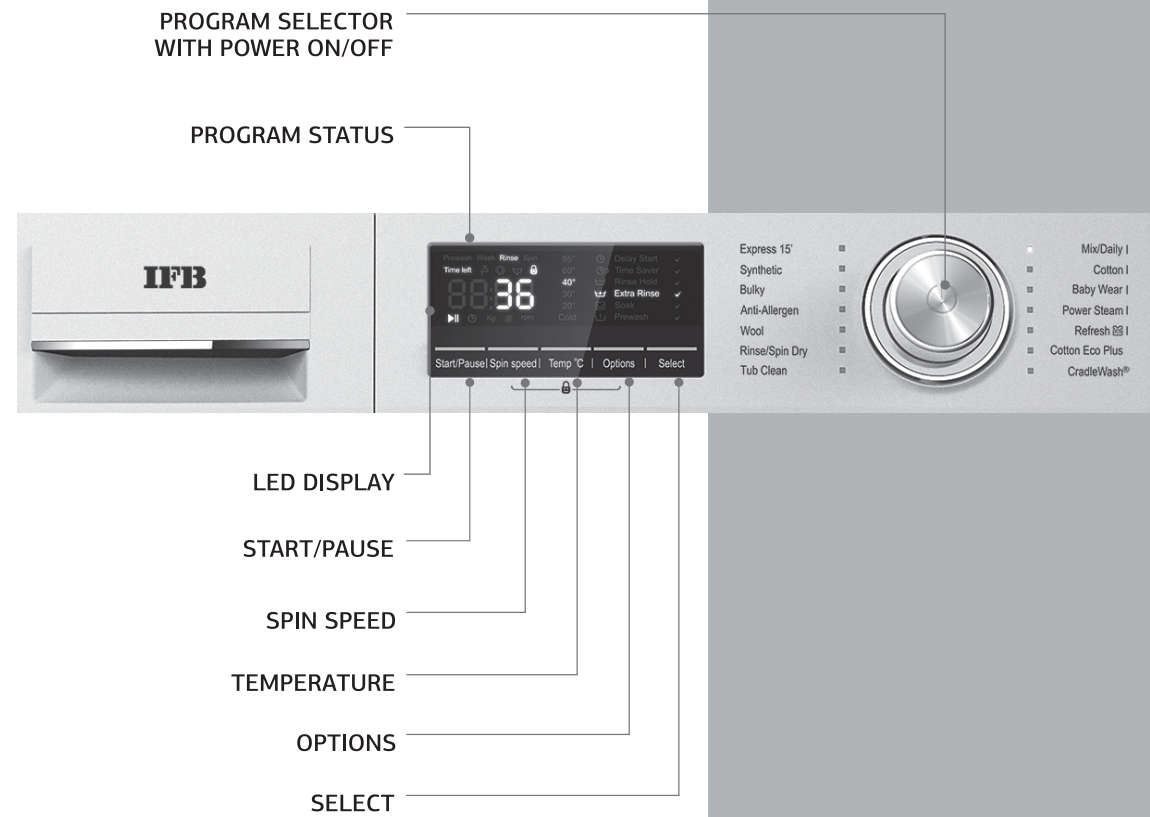 PROGRAM SELECTOR
WITH POWER ON/OFF
PROGRAM STATUS
IFB
Prewash Wash Rinse Spin
Time left
88:36
Kg rpm
95°
60°
40°
30°
20°
Cold
Delay Start
Time Saver
Rinse Hold
Extra Rinse
Soak
Prewash
Start/Pause| Spin speed| Temp °C | Options | Select
Express 15'
Synthetic
Bulky
Anti-Allergen
Wool
Rinse/Spin Dry
Tub Clean
Mix/Daily I
Cotton I
Baby Wear I
Power Steam I
Refresh I
Cotton Eco Plus
CradleWash®
LED DISPLAY
START/PAUSE
SPIN SPEED
TEMPERATURE
OPTIONS
SELECT